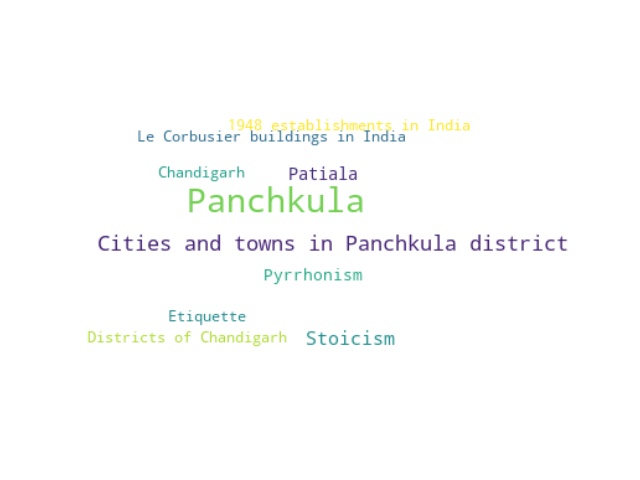 1948 establishments in India
Le Corbusier buildings in India
Chandigarh Patiala
Panchkula
Cities and towns in Panchkula district
Pyrrhonism
Etiquette
Districts of Chandigarh Stoicism